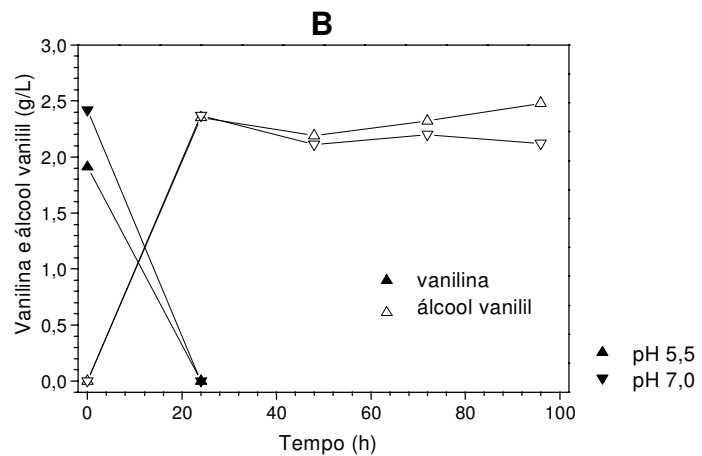 B
3,0
2,5
2,0
1,5
1,0
0,5
0,0
Vanilina e álcool vanilil (g/L)
vanilina
álcool vanilil
pH 5,5
pH 7,0
0
20
40
60
80
100
Tempo (h)